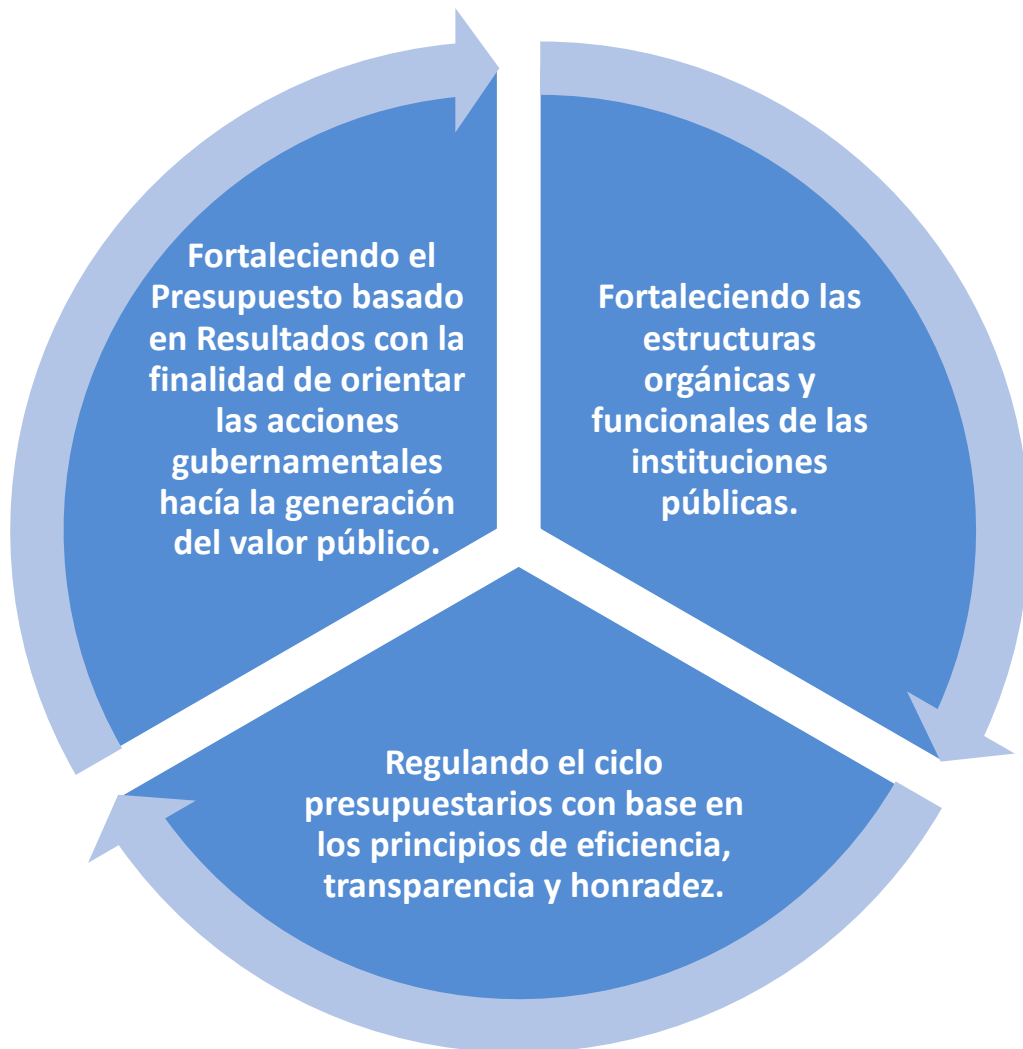 Fortaleciendo el
Presupuesto basado
en Resultados con la
finalidad de orientar
las acciones
gubernamentales
hacía la generación
del valor público.
Fortaleciendo las
estructuras
orgánicas y
funcionales de las
instituciones
públicas.
Regulando el ciclo
presupuestarios con base en
los principios de eficiencia,
transparencia y honradez.